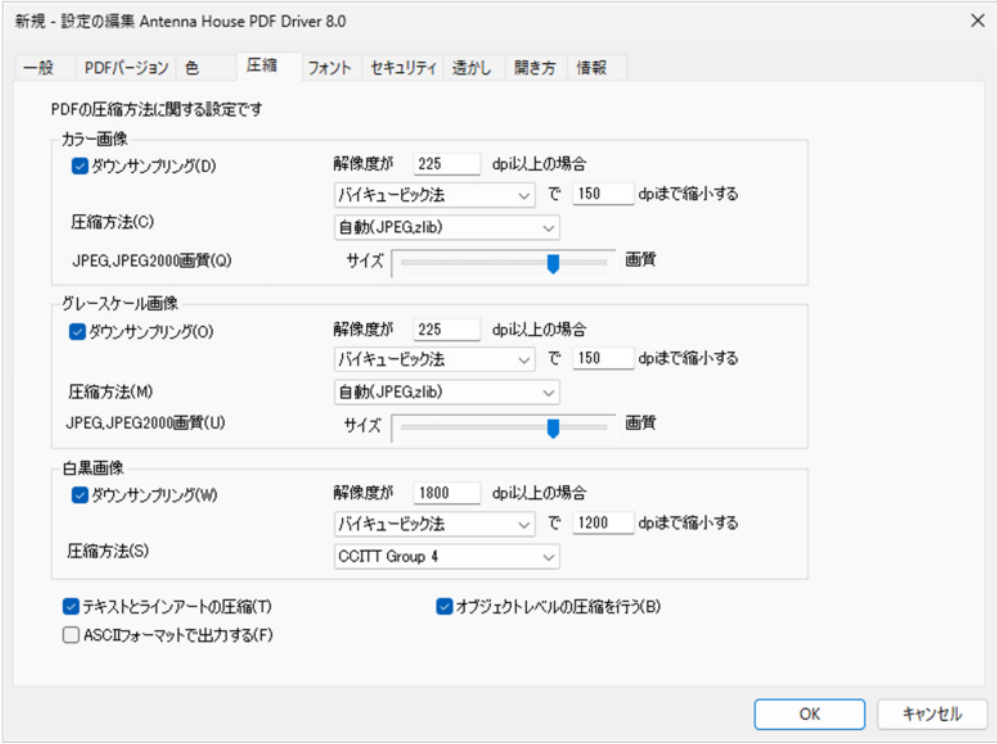 新規 - 設定の編集 Antenna House PDF Driver 8.0
一般 PDFバージョン 色 圧縮 フォント セキュリティ 透かし 開き方 情報
PDFの圧縮方法に関する設定です
カラー画像
ダウンサンプリング(D) 解像度が 225 dpi以上の場合
バイキュービック法 で 150 dpiまで縮小する
圧縮方法(C) 自動(JPEG,zlib)
JPEG,JPEG2000画質(Q) サイズ 画質
グレースケール画像
ダウンサンプリング(O) 解像度が 225 dpi以上の場合
バイキュービック法 で 150 dpiまで縮小する
圧縮方法(M) 自動(JPEG,zlib)
JPEG,JPEG2000画質(U) サイズ 画質
白黒画像
ダウンサンプリング(W) 解像度が 1800 dpi以上の場合
バイキュービック法 で 1200 dpiまで縮小する
圧縮方法(S) CCITT Group 4
テキストとラインアートの圧縮(T) オブジェクトレベルの圧縮を行う(B)
ASCIIフォーマットで出力する(F)
OK キャンセル